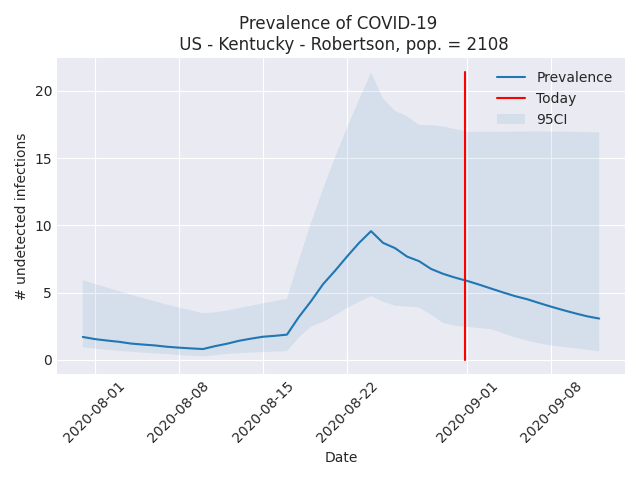 Prevalence of COVID-19
US - Kentucky - Robertson, pop. = 2108
# undetected infections
20
15
10
5
0
Prevalence
Today
95CI
2020-08-01
2020-08-08
2020-08-15
2020-08-22
2020-09-01
2020-09-08
Date